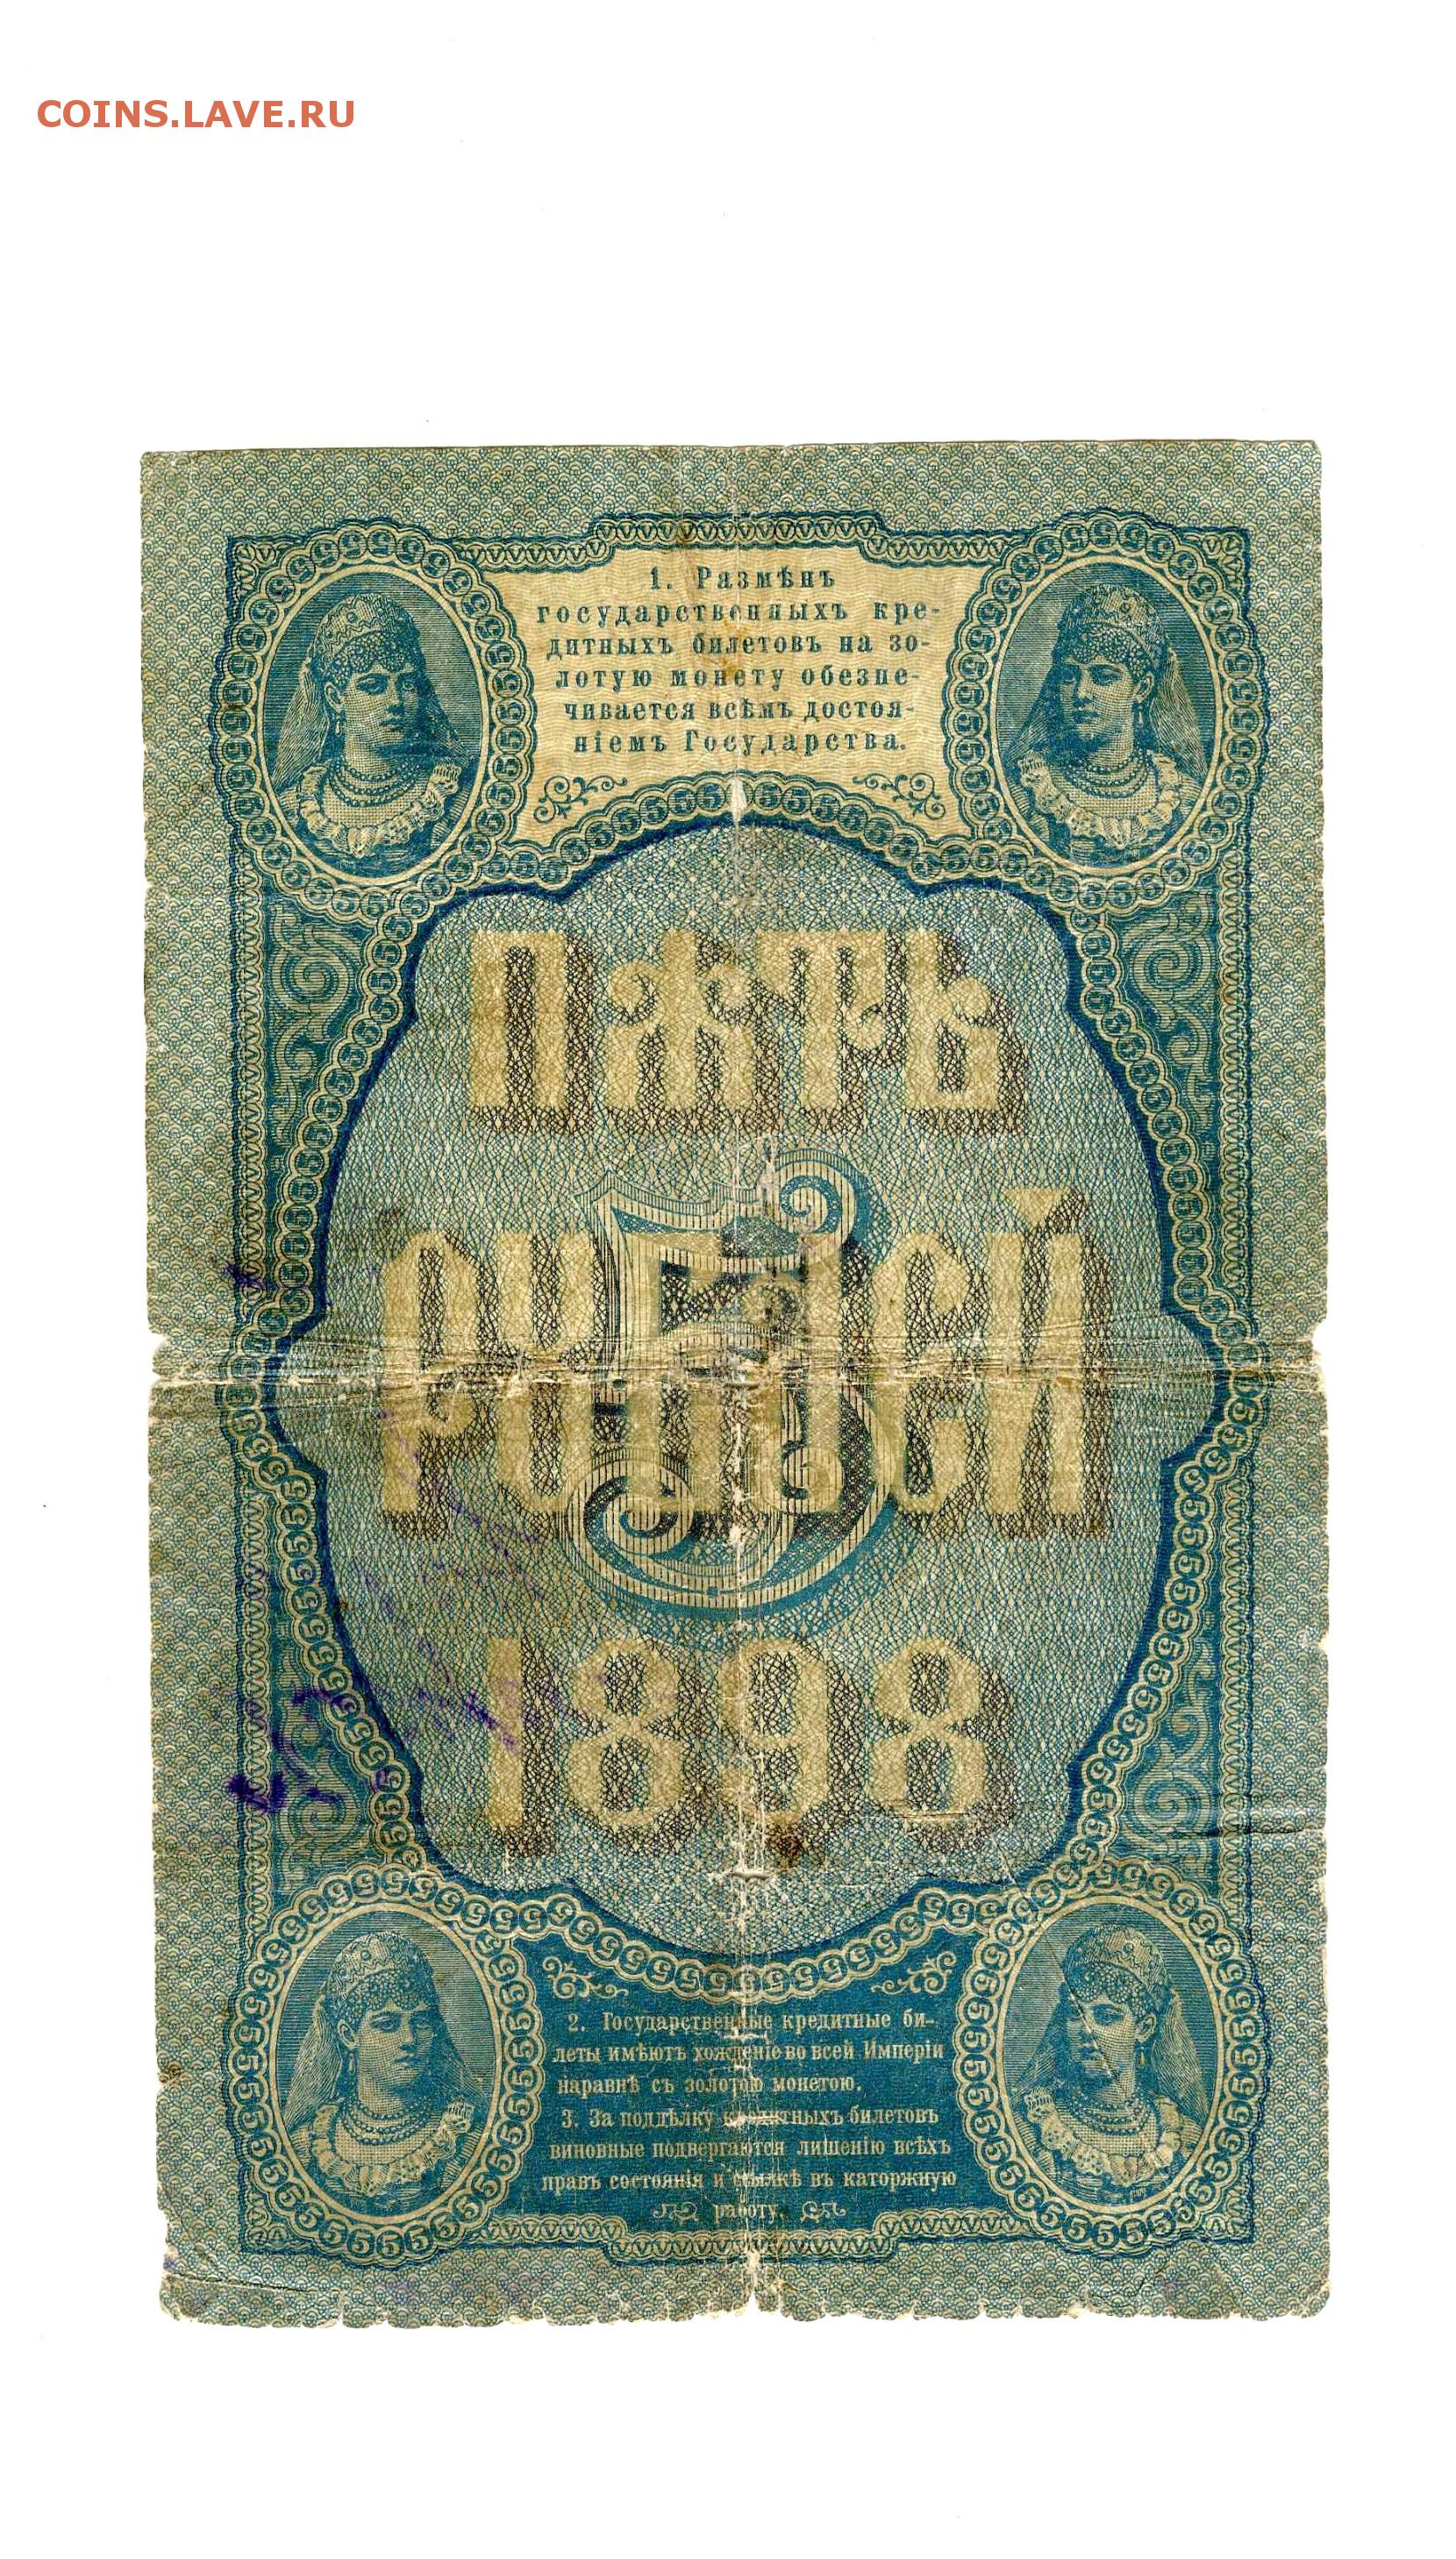 COINS.LAVE.RU
1. Размѣнъ
государственныхъ кре-
дитныхъ билетовъ на зо-
лотую монету обезпе-
чивается всѣмъ достоя-
ніемъ Государства.
ПѦТЬ
5
РУБЛЕЙ
1898
2. Государственные кредитные би-
леты имѣютъ хожденіе во всей Имперіи
наравнѣ съ золотою монетою.
3. За поддѣлку кредитныхъ билетовъ
виновные подвергаются лишенію всѣхъ
правъ состоянія и ссылкѣ въ каторжную
работу.